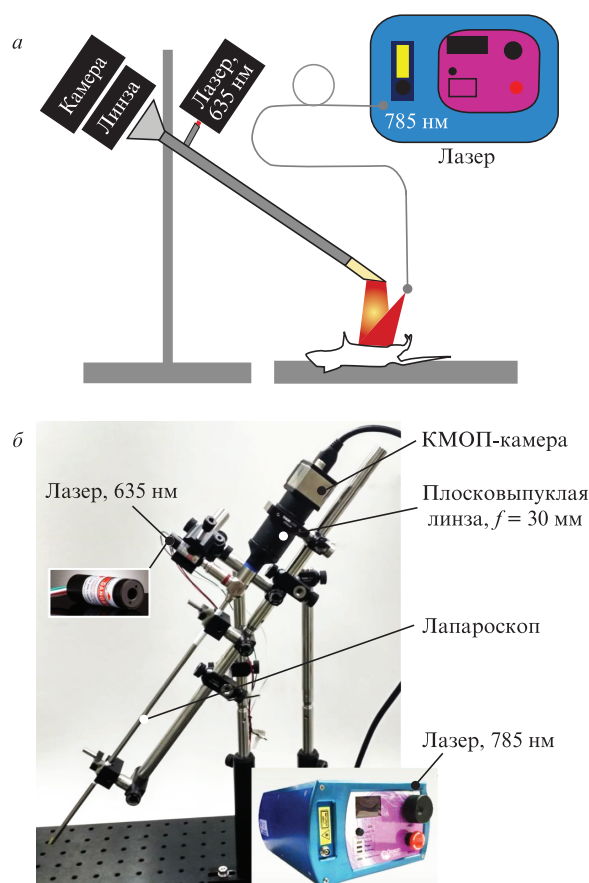 а
Камера
Линза
Лазер,
635 нм
785 нм
Лазер
б
КМОП-камера
Лазер, 635 нм
Плосковыпуклая
линза, f = 30 мм
Лапароскоп
Лазер, 785 нм